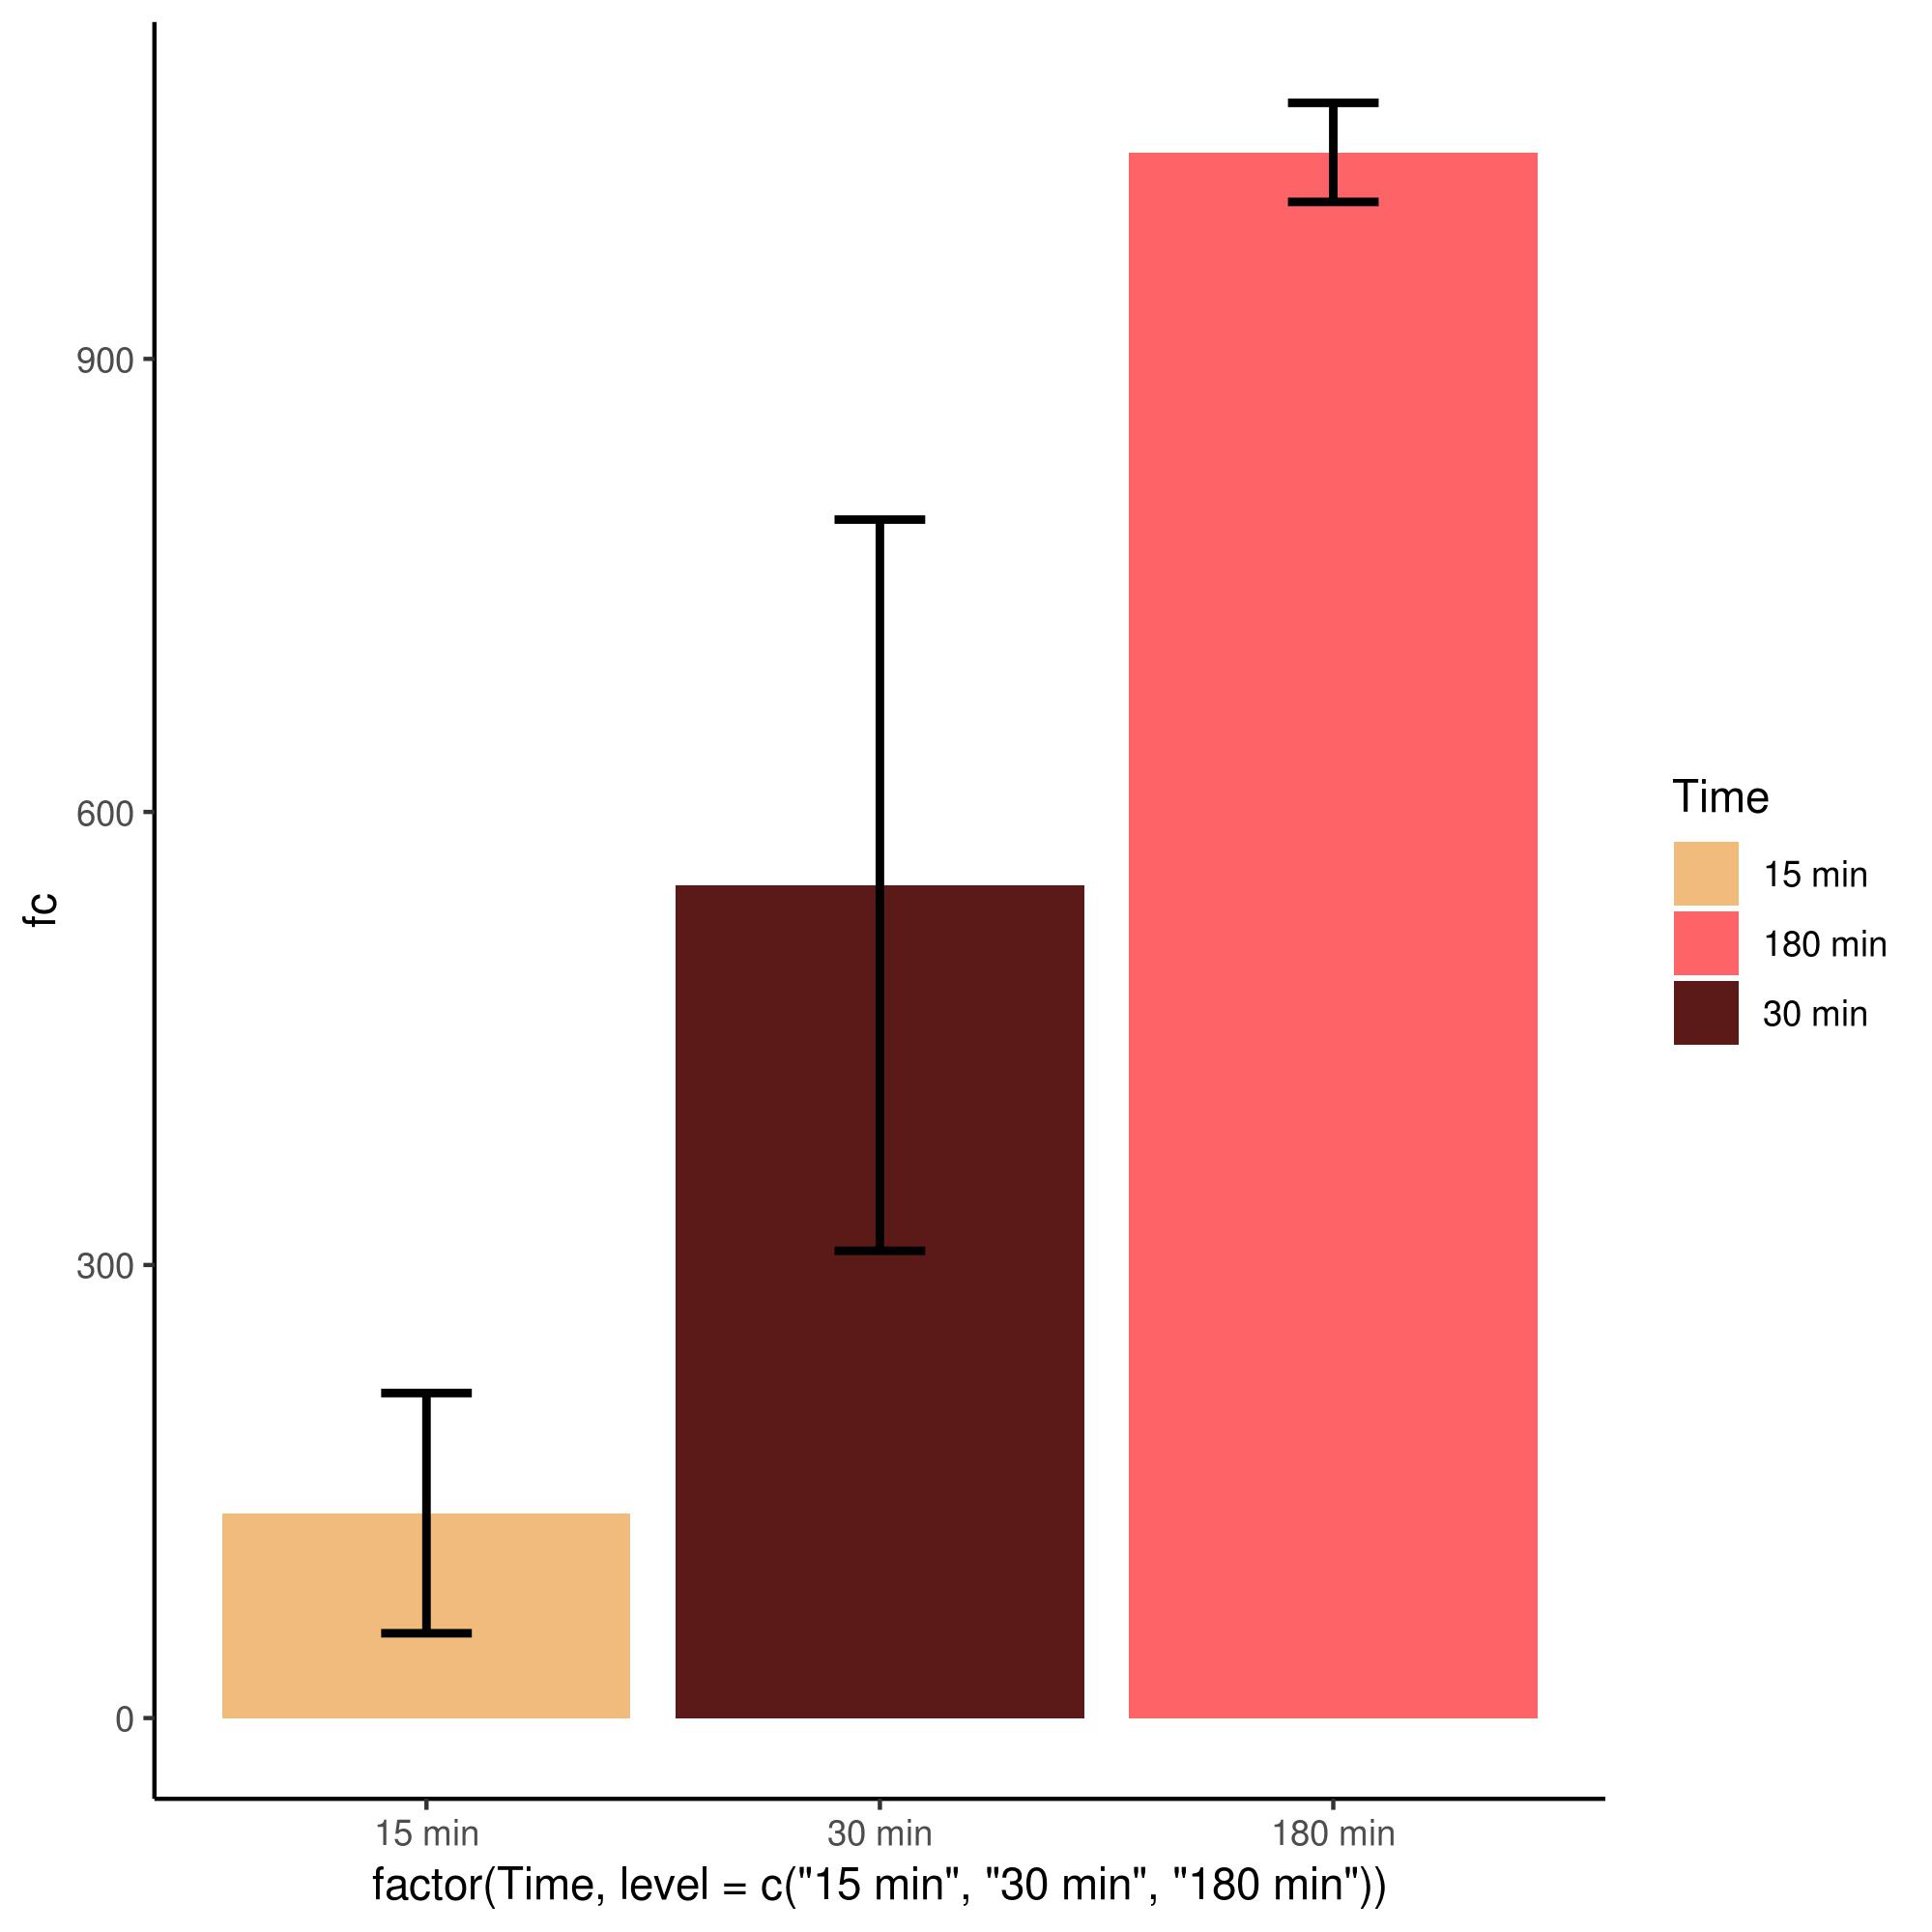 900
600
300
0
fc
15 min
30 min
180 min
factor(Time, level = c("15 min", "30 min", "180 min"))
Time
15 min
180 min
30 min